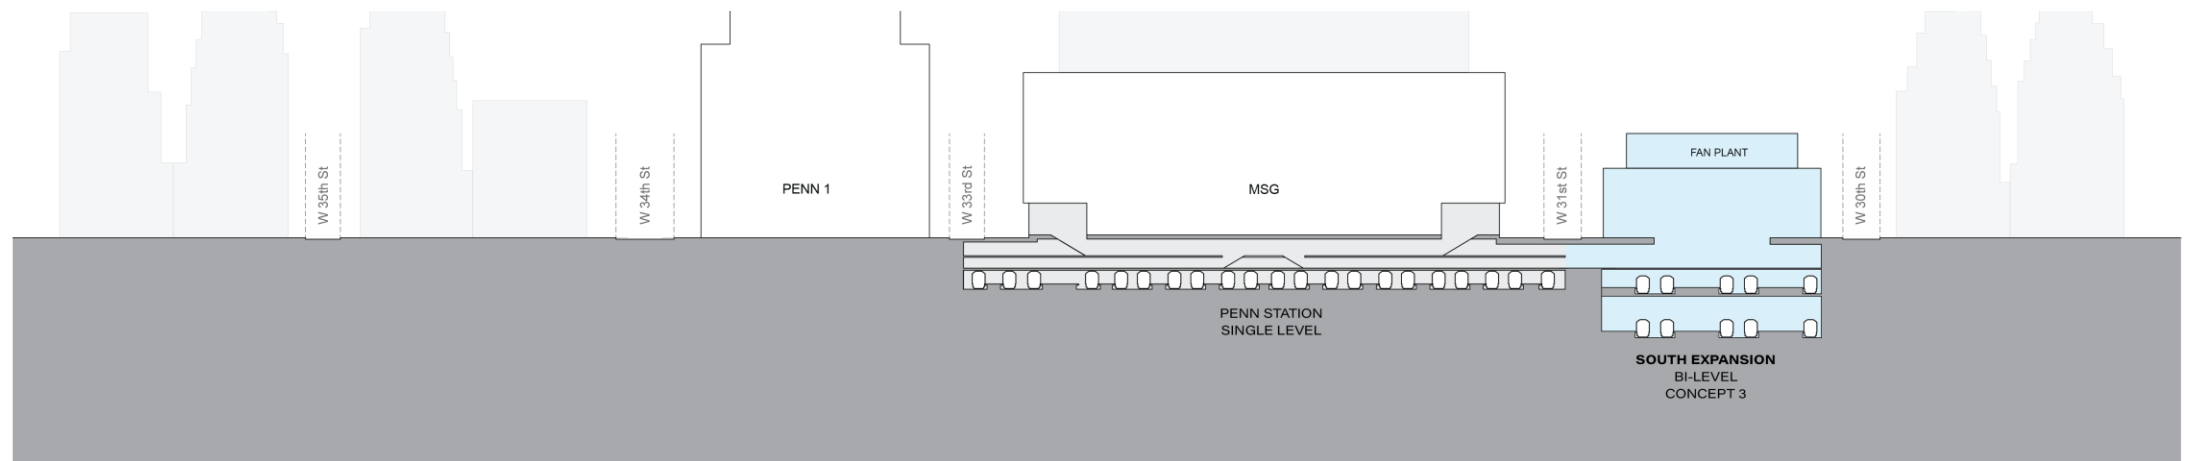 W 35th St
W 34th St
PENN 1
W 33rd St
MSG
W 31st St
FAN PLANT
W 30th St
PENN STATION
SINGLE LEVEL
SOUTH EXPANSION
BI-LEVEL
CONCEPT 3